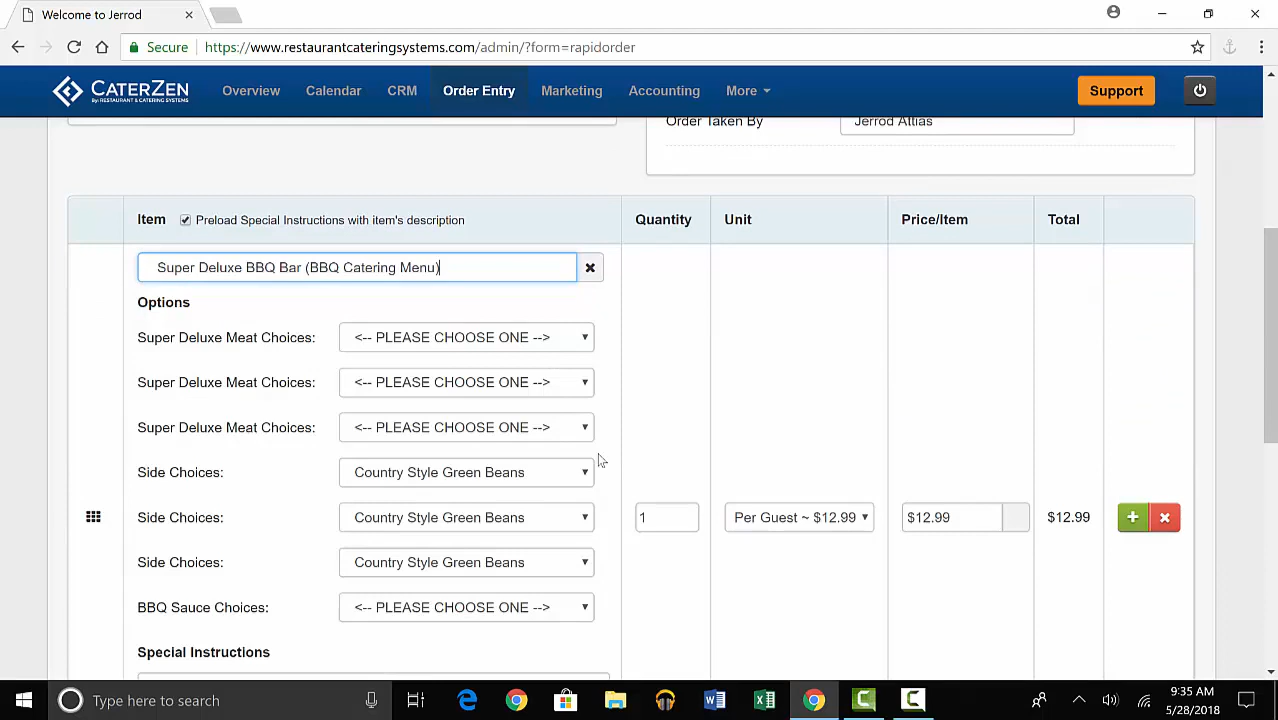 Welcome to Jerrod
Secure https://www.restaurantcateringsystems.com/admin/?form=rapidorder
CATERZEN
By: RESTAURANT & CATERING SYSTEMS
Overview Calendar CRM Order Entry Marketing Accounting More Support
Order Taken By Jerrod Attias
Item Preload Special Instructions with item's description Quantity Unit Price/Item Total
Super Deluxe BBQ Bar (BBQ Catering Menu)
Options
Super Deluxe Meat Choices: <-- PLEASE CHOOSE ONE -->
Super Deluxe Meat Choices: <-- PLEASE CHOOSE ONE -->
Super Deluxe Meat Choices: <-- PLEASE CHOOSE ONE -->
Side Choices: Country Style Green Beans
Side Choices: Country Style Green Beans 1 Per Guest ~ $12.99 $12.99 $12.99
Side Choices: Country Style Green Beans
BBQ Sauce Choices: <-- PLEASE CHOOSE ONE -->
Special Instructions
Type here to search
9:35 AM
5/28/2018